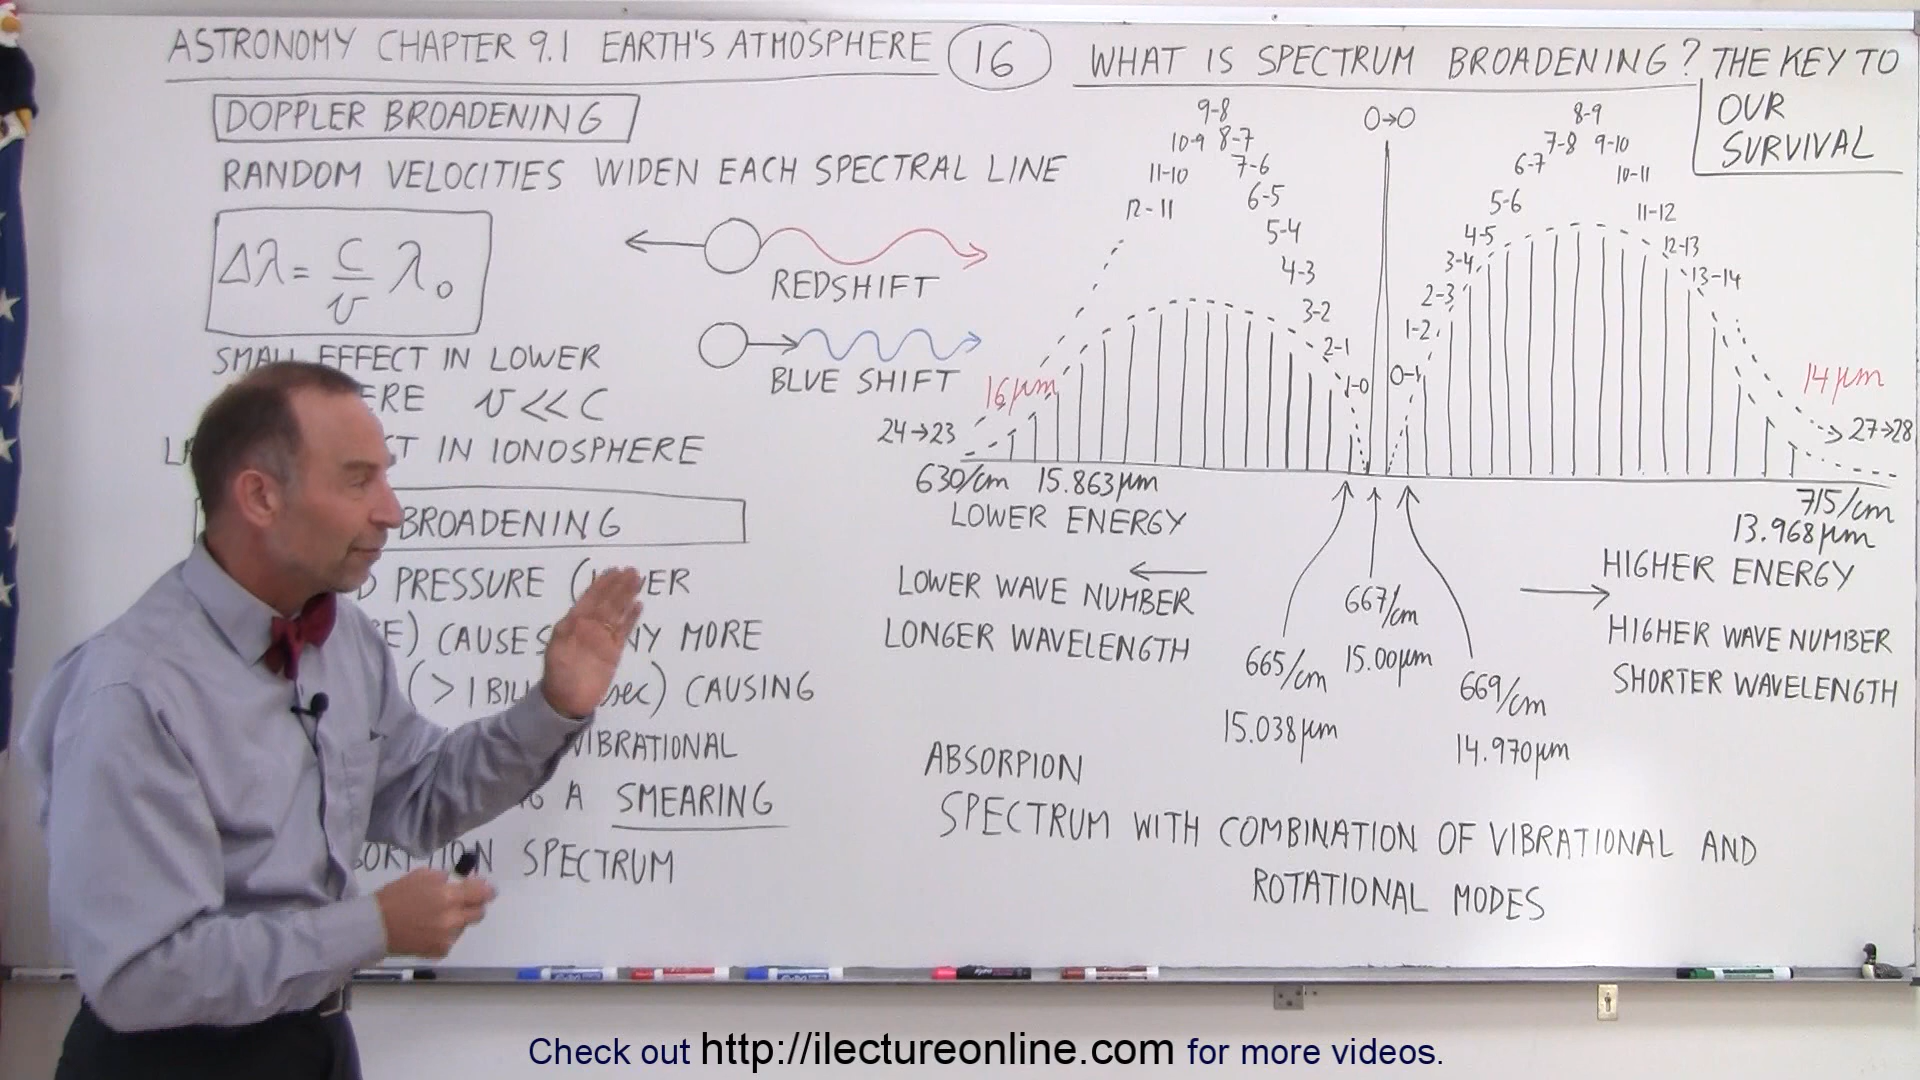 ASTRONOMY CHAPTER 9.1 EARTH'S ATMOSPHERE 16 WHAT IS SPECTRUM BROADENING? THE KEY TO
OUR
SURVIVAL
DOPPLER BROADENING
RANDOM VELOCITIES WIDEN EACH SPECTRAL LINE
Δλ = c/v λ₀
REDSHIFT
BLUE SHIFT
SMALL EFFECT IN LOWER
v << c
IN IONOSPHERE
BROADENING
PRESSURE
CAUSES MORE
CAUSING
VIBRATIONAL
A SMEARING
SPECTRUM
9-8
10-9 8-7
11-10 7-6
12-11 6-5
5-4
4-3
3-2
2-1
1-0
0→0
0-1
1-2
2-3
3-4
4-5
5-6
6-7
7-8
8-9
9-10
10-11
11-12
12-13
13-14
16μm
14μm
24→23
27→28
630/cm 15.863μm
LOWER ENERGY
LOWER WAVE NUMBER
LONGER WAVELENGTH
665/cm
15.038μm
667/cm
15.00μm
669/cm
14.970μm
715/cm
13.968μm
HIGHER ENERGY
HIGHER WAVE NUMBER
SHORTER WAVELENGTH
ABSORPION
SPECTRUM WITH COMBINATION OF VIBRATIONAL AND
ROTATIONAL MODES
Check out http://ilectureonline.com for more videos.